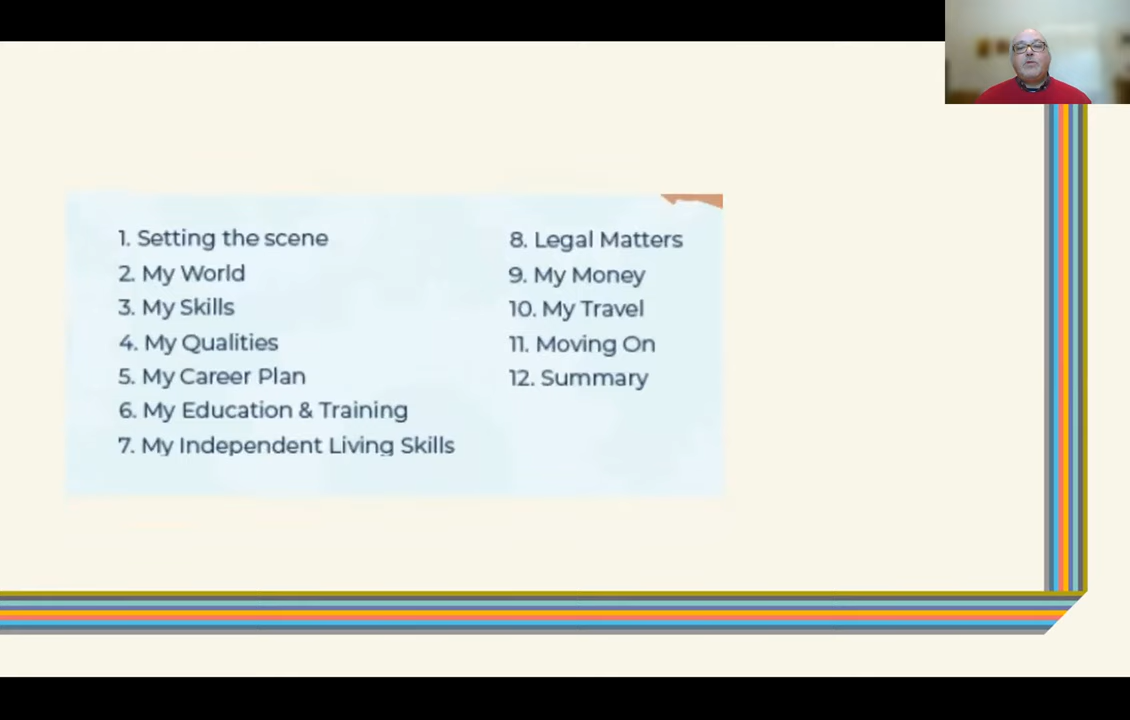 1. Setting the scene
2. My World
3. My Skills
4. My Qualities
5. My Career Plan
6. My Education & Training
7. My Independent Living Skills
8. Legal Matters
9. My Money
10. My Travel
11. Moving On
12. Summary